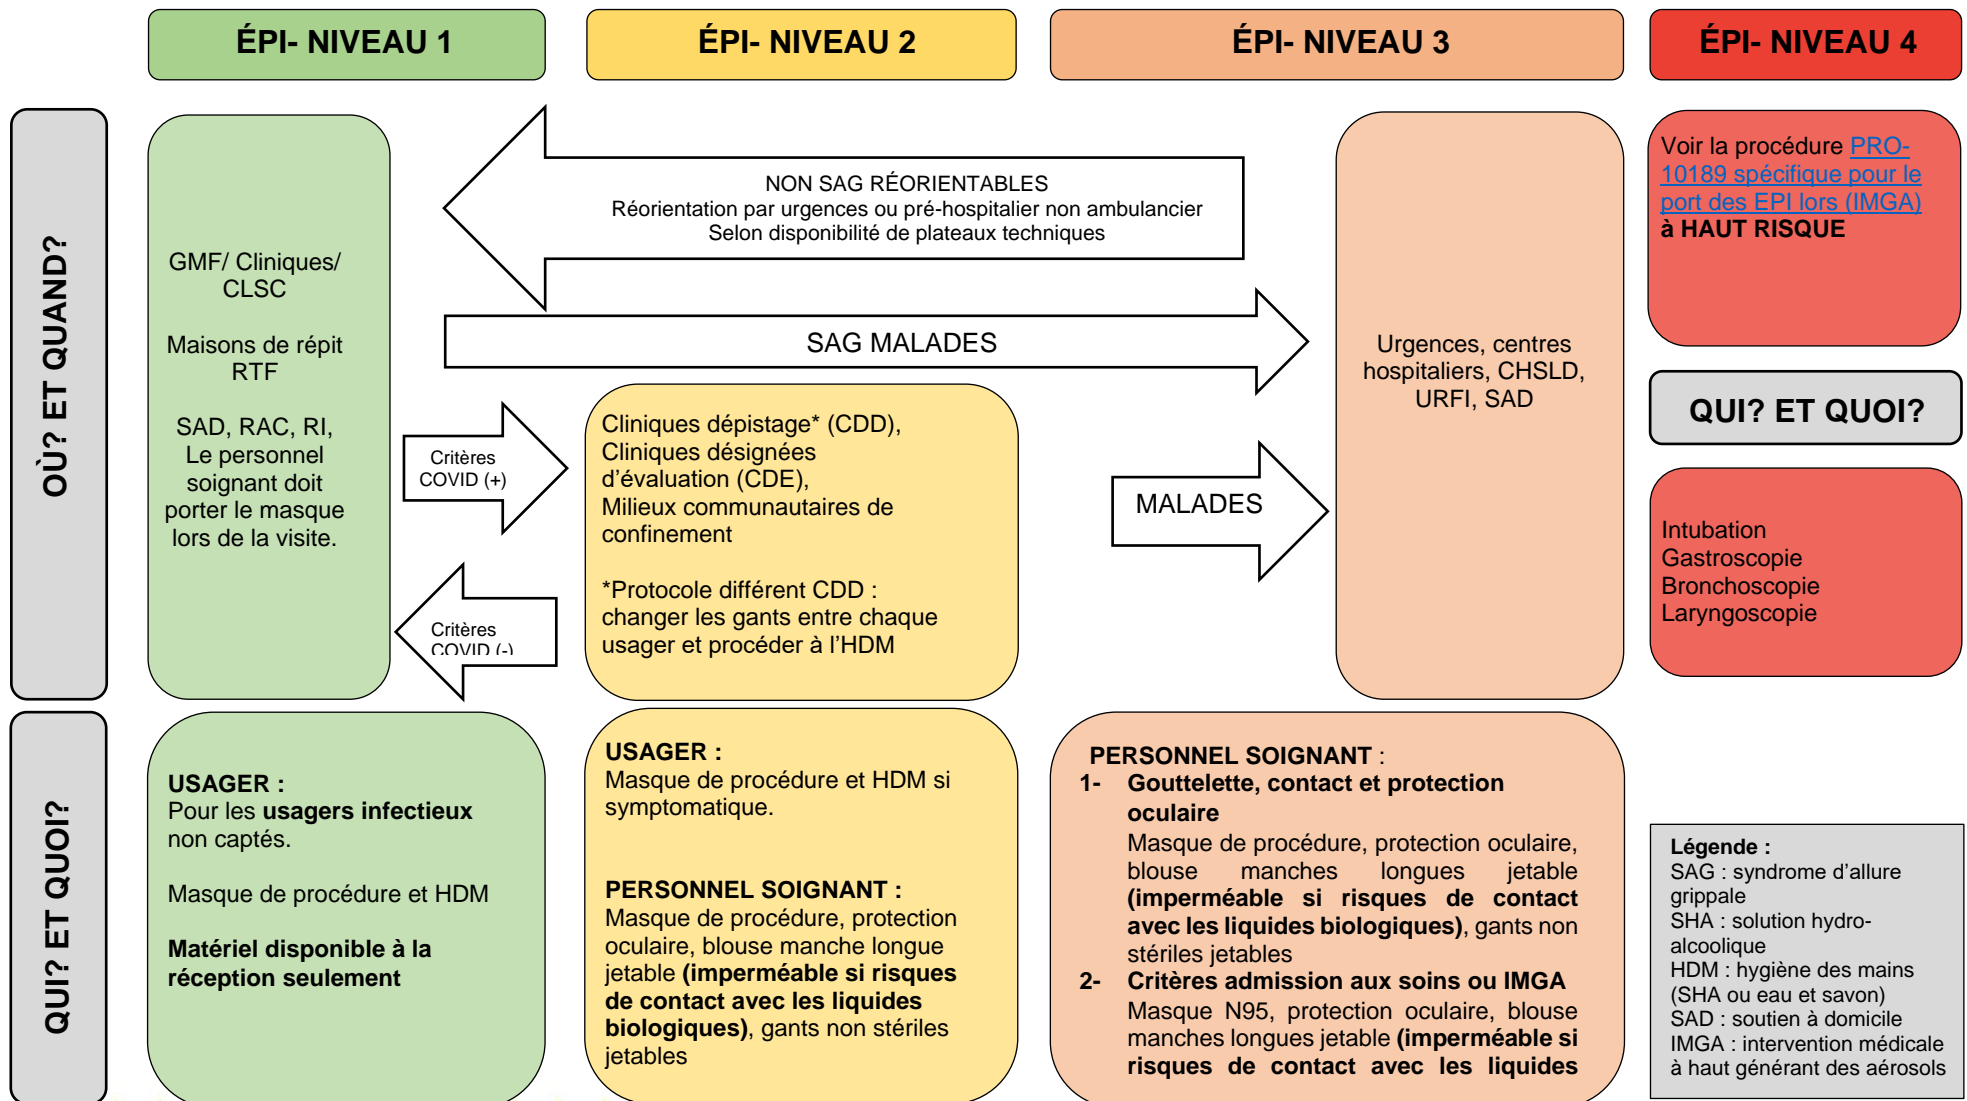 ÉPI- NIVEAU 1
ÉPI- NIVEAU 2
ÉPI- NIVEAU 3
ÉPI- NIVEAU 4
OÙ? ET QUAND?
GMF/ Cliniques/
CLSC
Maisons de répit
RTF
SAD, RAC, RI,
Le personnel
soignant doit
porter le masque
lors de la visite.
NON SAG RÉORIENTABLES
Réorientation par urgences ou pré-hospitalier non ambulancier
Selon disponibilité de plateaux techniques
SAG MALADES
Critères
COVID (+)
Critères
COVID (-)
Cliniques dépistage* (CDD),
Cliniques désignées
d’évaluation (CDE),
Milieux communautaires de
confinement
*Protocole différent CDD :
changer les gants entre chaque
usager et procéder à l’HDM
MALADES
Urgences, centres
hospitaliers, CHSLD,
URFI, SAD
Voir la procédure PRO-
10189 spécifique pour le
port des EPI lors (IMGA)
à HAUT RISQUE
QUI? ET QUOI?
Intubation
Gastroscopie
Bronchoscopie
Laryngoscopie
QUI? ET QUOI?
USAGER :
Pour les usagers infectieux
non captés.
Masque de procédure et HDM
Matériel disponible à la
réception seulement
USAGER :
Masque de procédure et HDM si
symptomatique.
PERSONNEL SOIGNANT :
Masque de procédure, protection
oculaire, blouse manche longue
jetable (imperméable si risques
de contact avec les liquides
biologiques), gants non stériles
jetables
PERSONNEL SOIGNANT :
1- Gouttelette, contact et protection
oculaire
Masque de procédure, protection oculaire,
blouse manches longues jetable
(imperméable si risques de contact
avec les liquides biologiques), gants non
stériles jetables
2- Critères admission aux soins ou IMGA
Masque N95, protection oculaire, blouse
manches longues jetable (imperméable si
risques de contact avec les liquides
Légende :
SAG : syndrome d’allure
grippale
SHA : solution hydro-
alcoolique
HDM : hygiène des mains
(SHA ou eau et savon)
SAD : soutien à domicile
IMGA : intervention médicale
à haut générant des aérosols